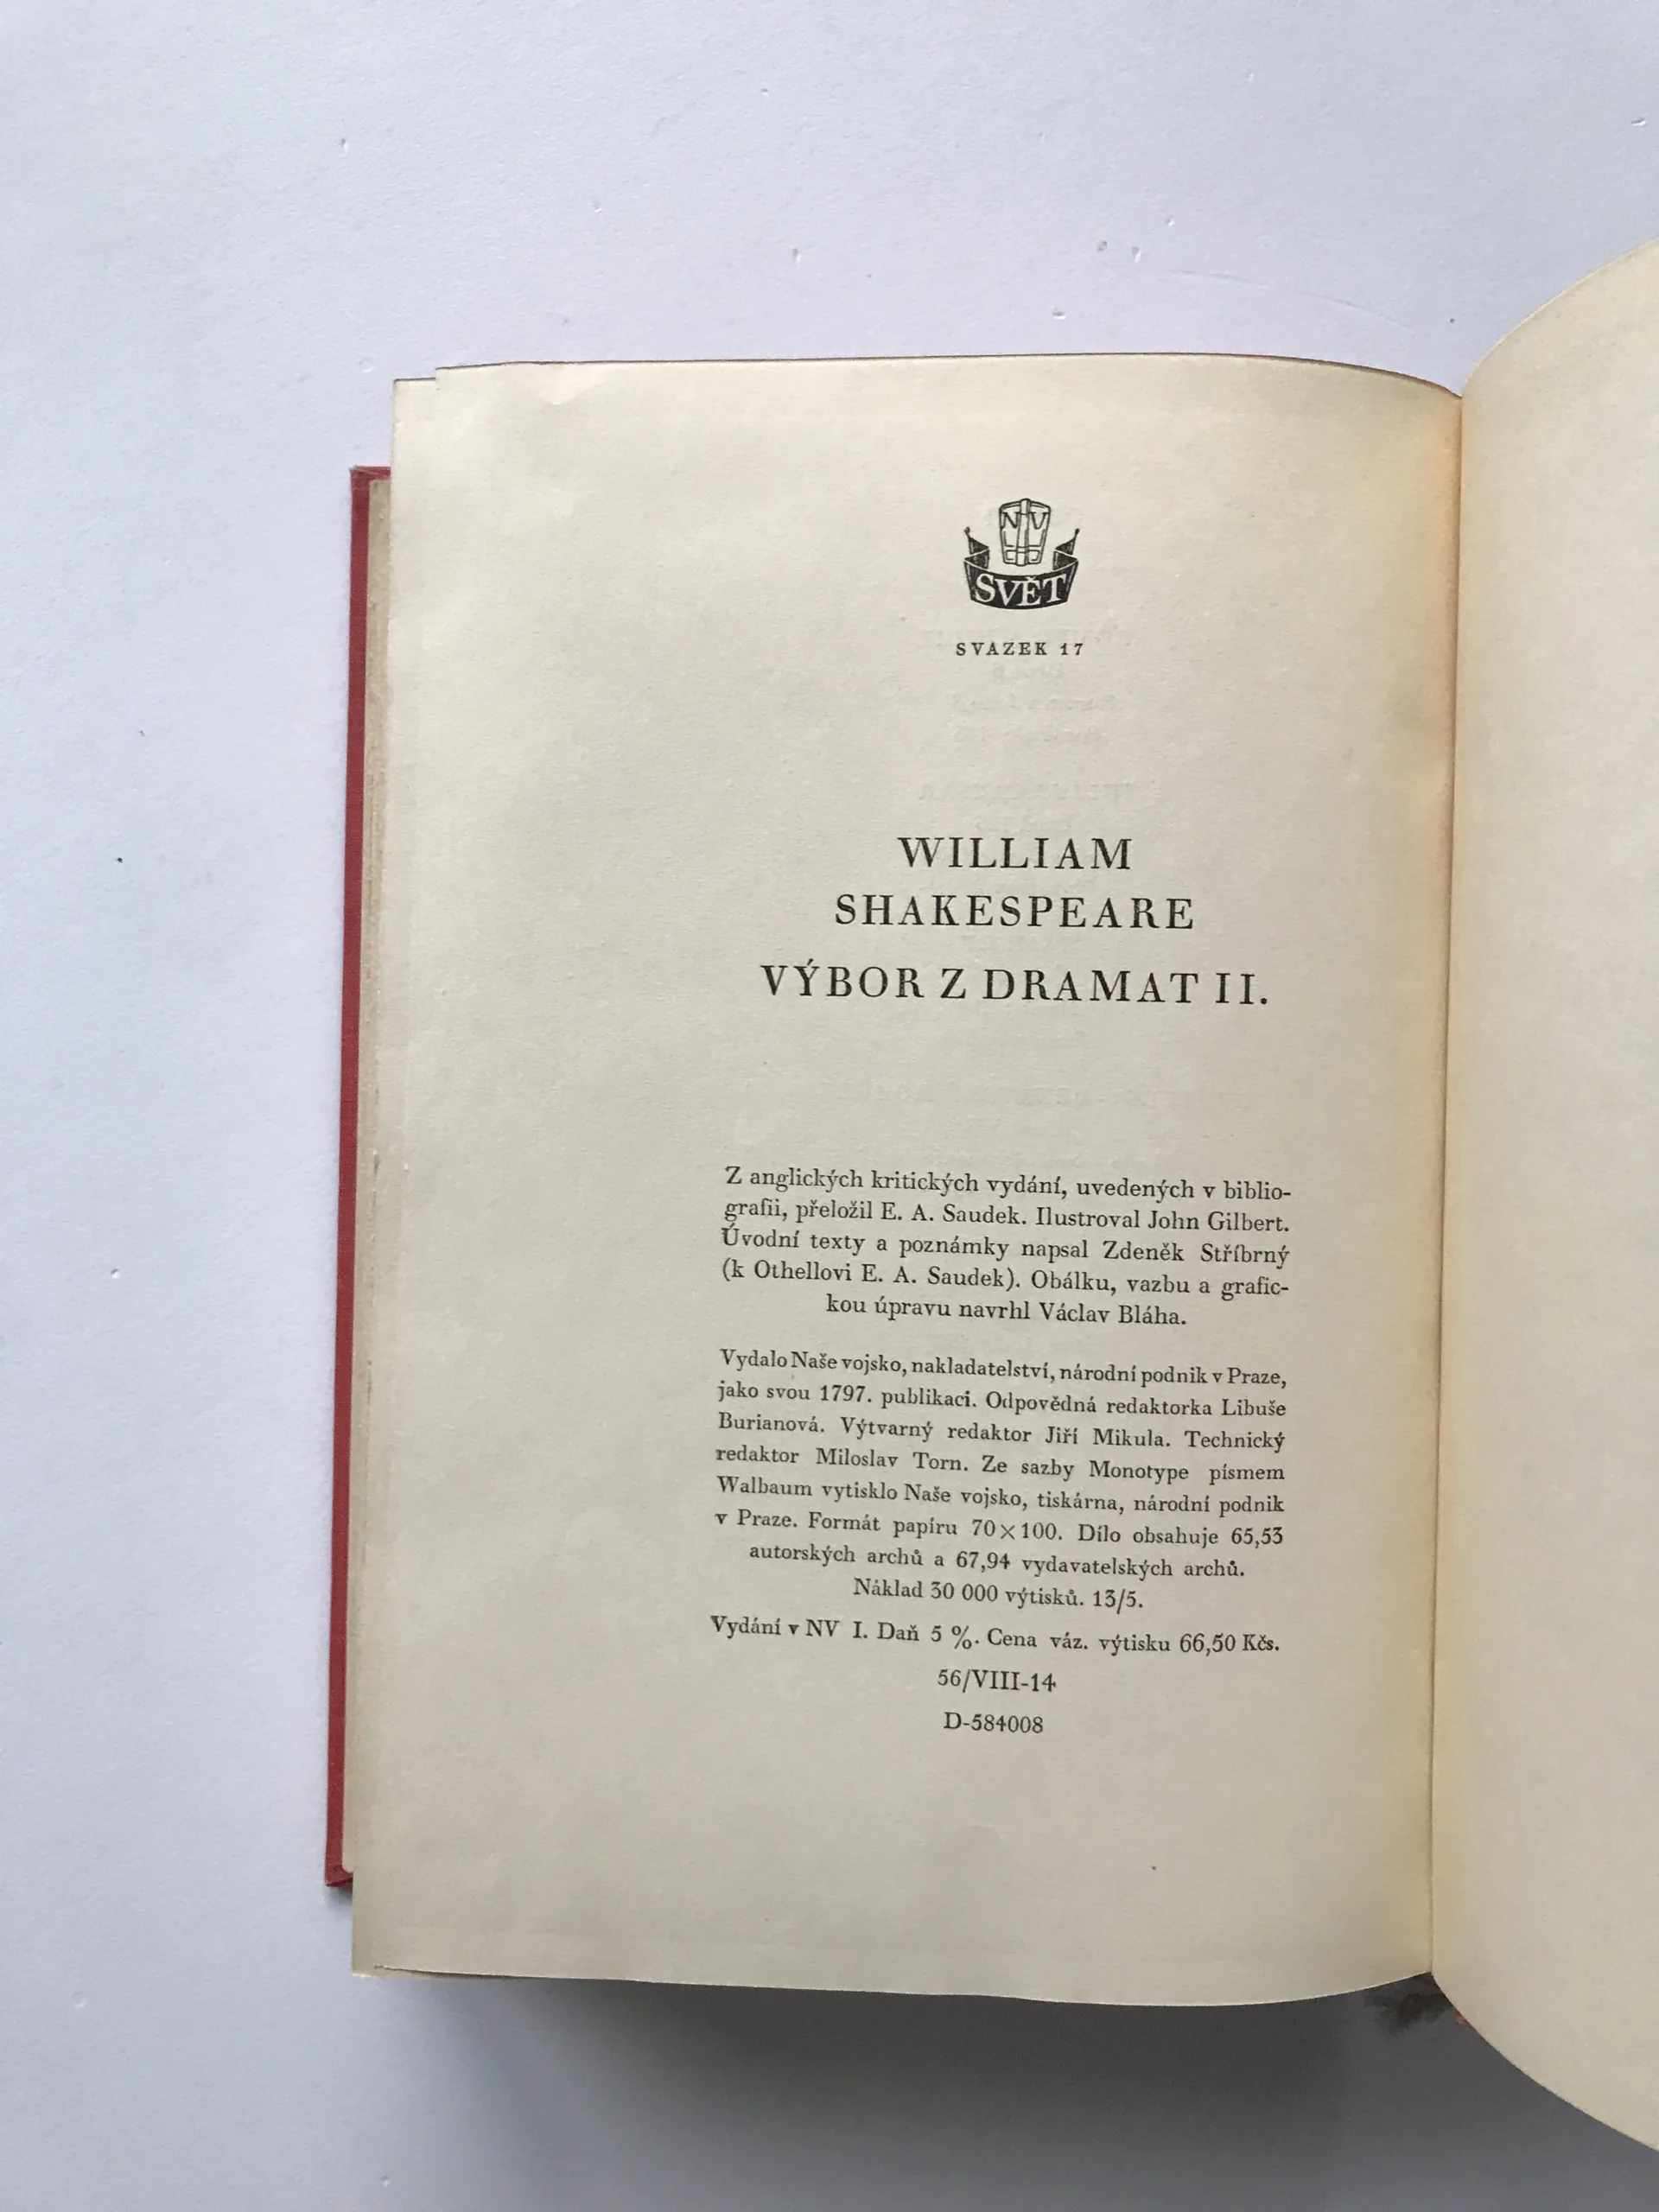 NV
SVĚT
SVAZEK 17
WILLIAM
SHAKESPEARE
VÝBOR Z DRAMAT II.
Z anglických kritických vydání, uvedených v biblio-
grafii, přeložil E. A. Saudek. Ilustroval John Gilbert.
Úvodní texty a poznámky napsal Zdeněk Stříbrný
(k Othellovi E. A. Saudek). Obálku, vazbu a grafic-
kou úpravu navrhl Václav Bláha.
Vydalo Naše vojsko, nakladatelství, národní podnik v Praze,
jako svou 1797. publikaci. Odpovědná redaktorka Libuše
Burianová. Výtvarný redaktor Jiří Mikula. Technický
redaktor Miloslav Torn. Ze sazby Monotype písmem
Walbaum vytisklo Naše vojsko, tiskárna, národní podnik
v Praze. Formát papíru 70×100. Dílo obsahuje 65,53
autorských archů a 67,94 vydavatelských archů.
Náklad 30 000 výtisků. 13/5.
Vydání v NV I. Daň 5 %. Cena váz. výtisku 66,50 Kčs.
56/VIII-14
D-584008